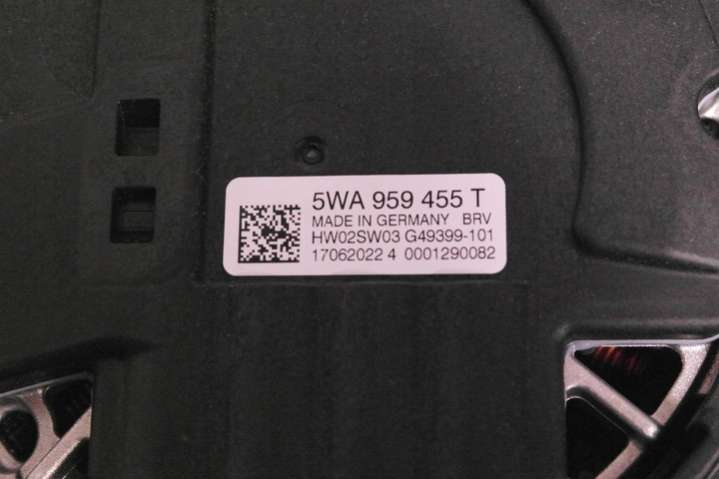 5WA 959 455 T
MADE IN GERMANY BRV
HW02SW03 G49399-101
17062022 4 0001290082